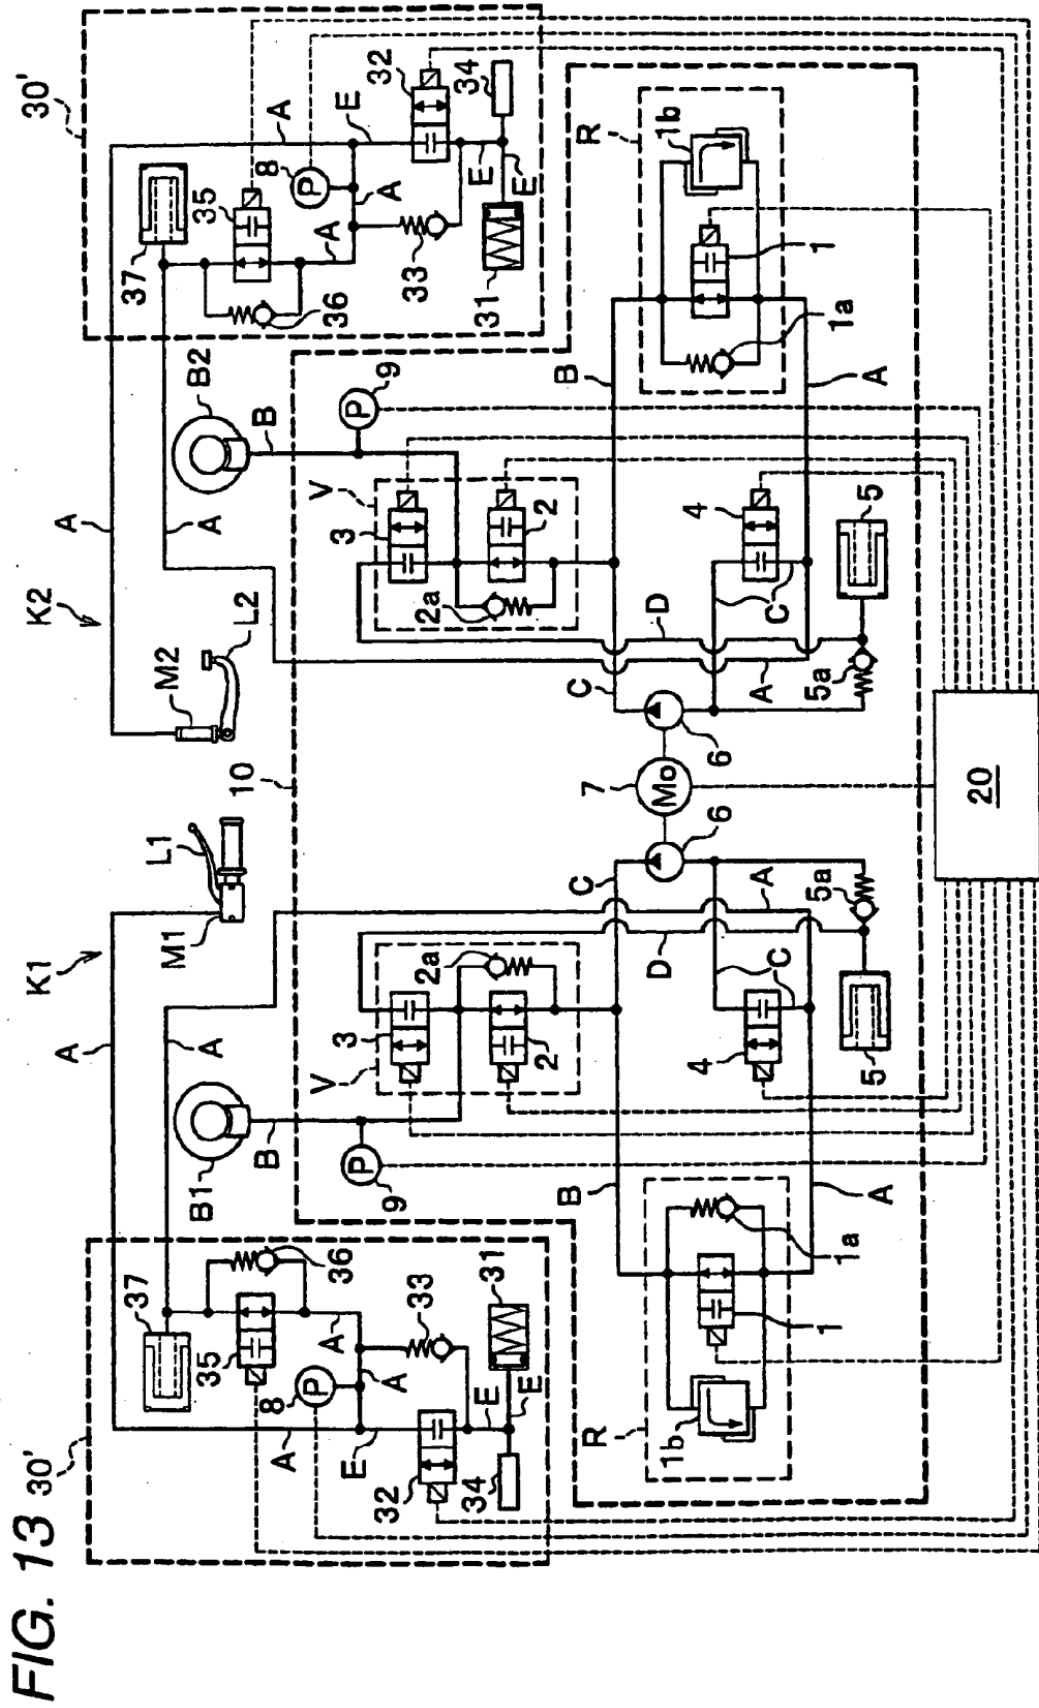 FIG. 13
30'
K1
K2
30'
A
A
37
37
M1
L1
M2
L2
B1
A
A
B2
35
35
10
36
36
8
B
B
8
A
A
A
A
A
A
E
E
32
9
9
32
33
33
V
V
3
3
2a
2a
34
E
E
31
31
E
E
34
2
2
B
B
R
R
C
C
7
Mo
6
6
D
D
1b
1b
4
4
C
C
A
A
1
1
5a
5a
1a
1a
5
5
A
A
20
P
P
P
P